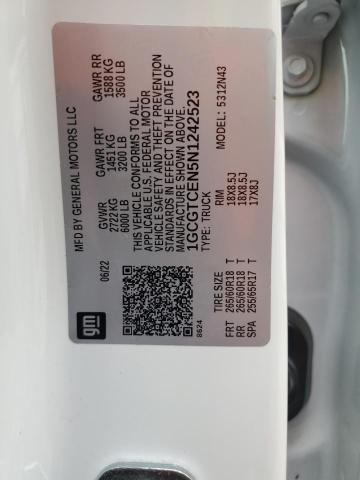 MFD BY GENERAL MOTORS LLC
06/22
GVWR
2722KG
6000 LB
GAWR FRT
1451 KG
3200 LB
GAWR RR
1588 KG
3500 LB
THIS VEHICLE CONFORMS TO ALL
APPLICABLE U.S. FEDERAL MOTOR
VEHICLE SAFETY AND THEFT PREVENTION
STANDARDS IN EFFECT ON THE DATE OF
MANUFACTURE SHOWN ABOVE.
1GCGTCEN5N1242523
TYPE: TRUCK
MODEL: 5312N43
gm
8624
TIRE SIZE
RIM
FRT 265/60R18 T 18X8.5J
RR 265/60R18 T 18X8.5J
SPA 255/65R17 T 17X8J